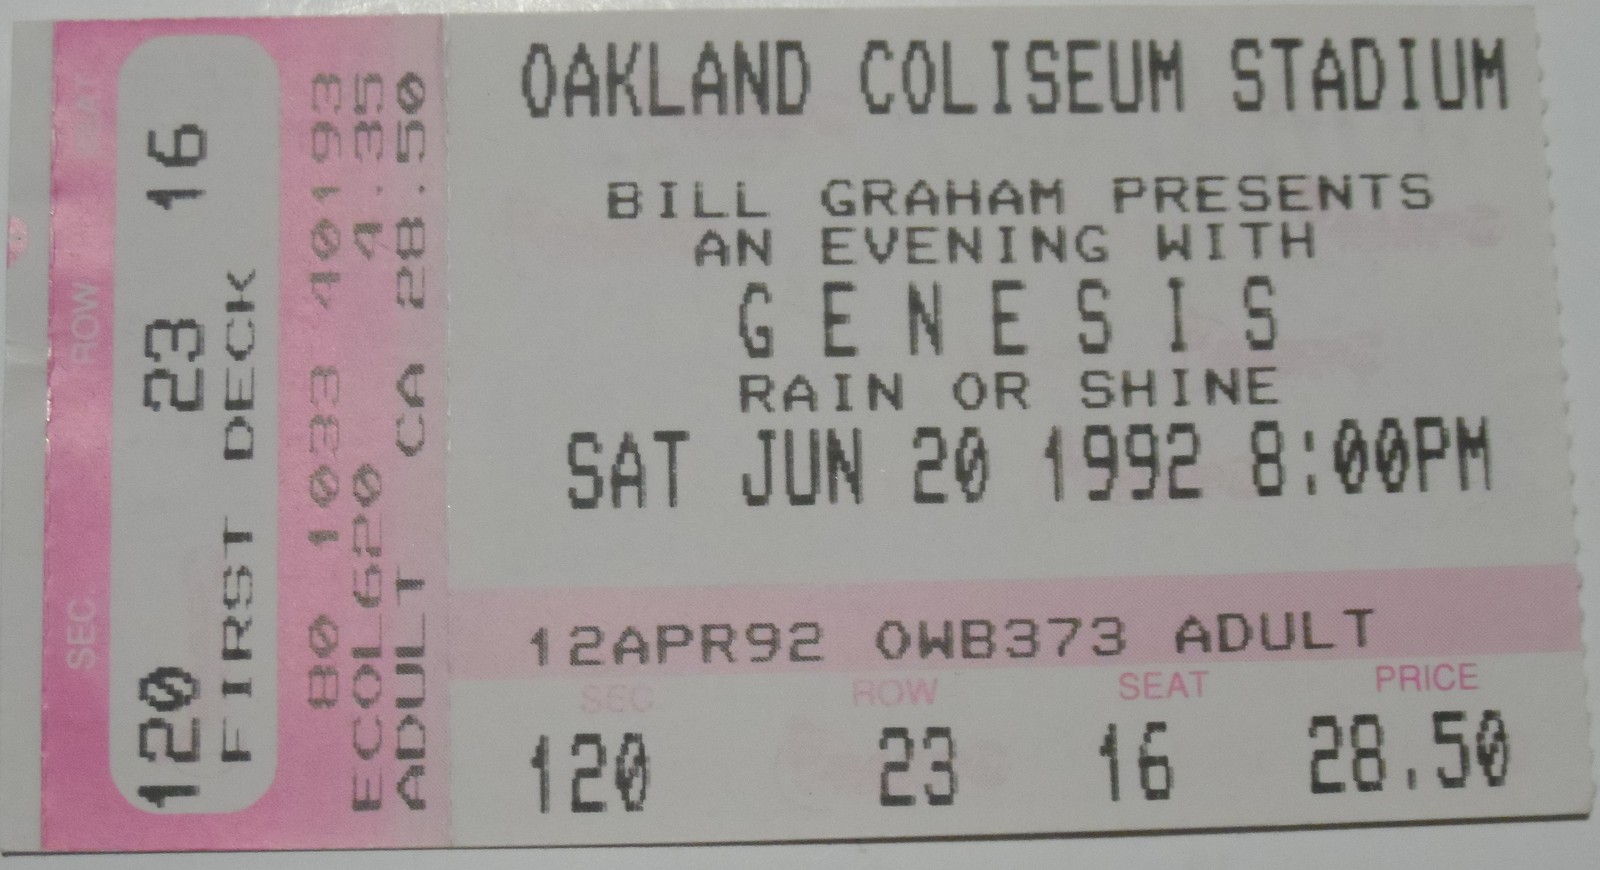 SEC. ROW SEAT
120 23 16
FIRST DECK
80 1033 40193
ECOL620 4.35
ADULT CA 28.50
OAKLAND COLISEUM STADIUM
BILL GRAHAM PRESENTS
AN EVENING WITH
G E N E S I S
RAIN OR SHINE
SAT JUN 20 1992 8:00PM
12APR92 OWB373 ADULT
SEC. ROW SEAT PRICE
120 23 16 28.50